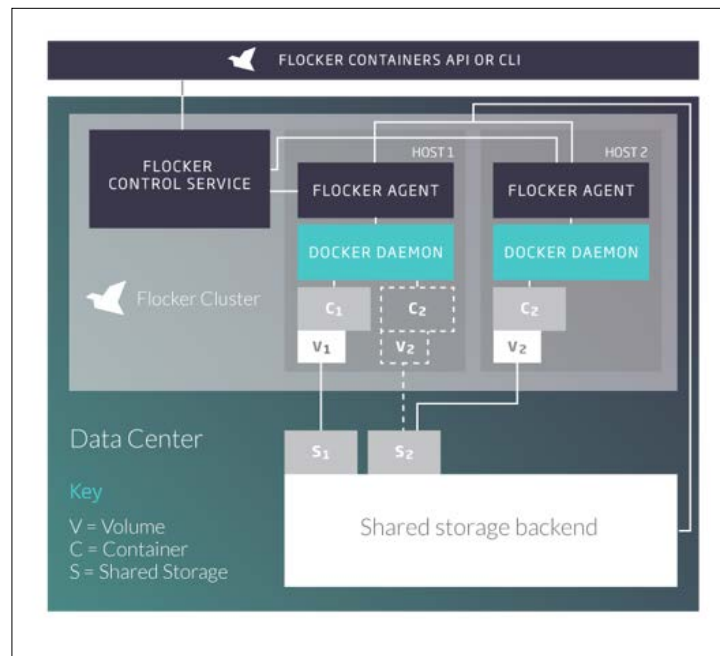 FLOCKER CONTAINERS API OR CLI
FLOCKER
CONTROL SERVICE
HOST 1
FLOCKER AGENT
DOCKER DAEMON
C1
C2
V1
V2
HOST 2
FLOCKER AGENT
DOCKER DAEMON
C2
V2
Flocker Cluster
Data Center
S1
S2
Shared storage backend
Key
V = Volume
C = Container
S = Shared Storage